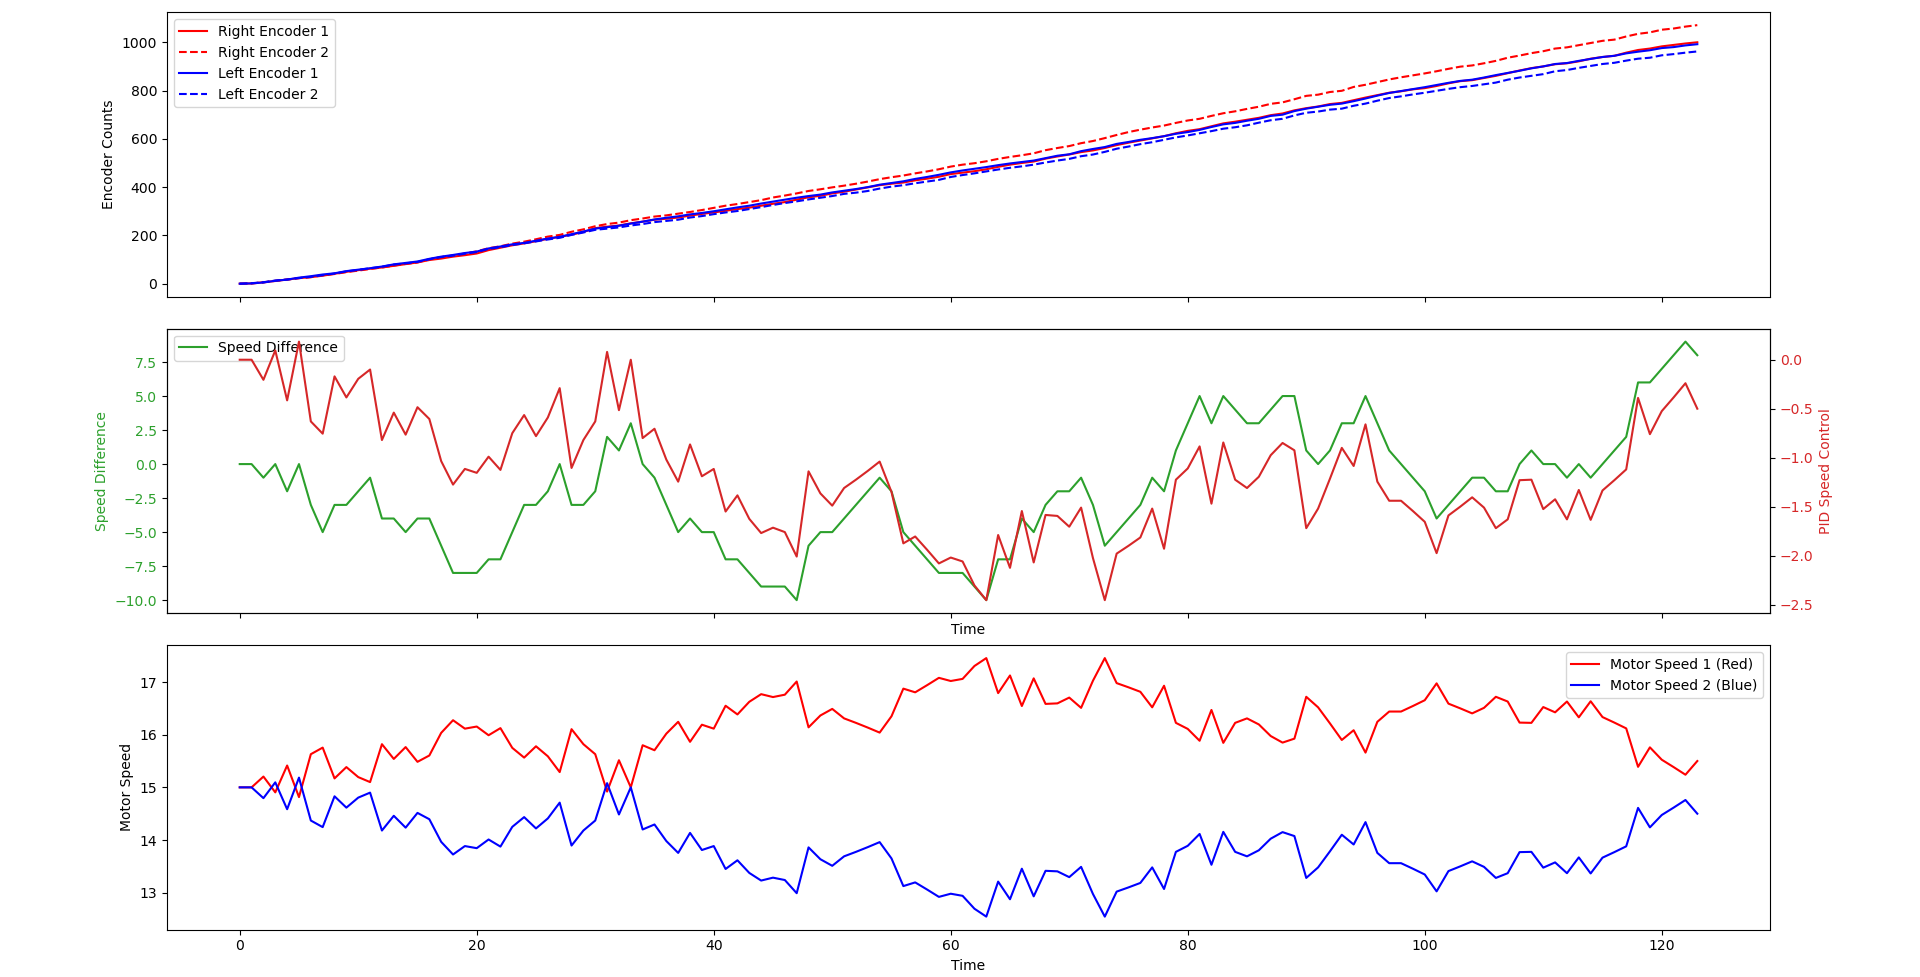 Right Encoder 1
Right Encoder 2
Left Encoder 1
Left Encoder 2
Encoder Counts
1000
800
600
400
200
0
Speed Difference
Speed Difference
7.5
5.0
2.5
0.0
−2.5
−5.0
−7.5
−10.0
0.0
−0.5
−1.0
−1.5
−2.0
−2.5
PID Speed Control
Time
Motor Speed 1 (Red)
Motor Speed 2 (Blue)
Motor Speed
17
16
15
14
13
0 20 40 60 80 100 120
Time